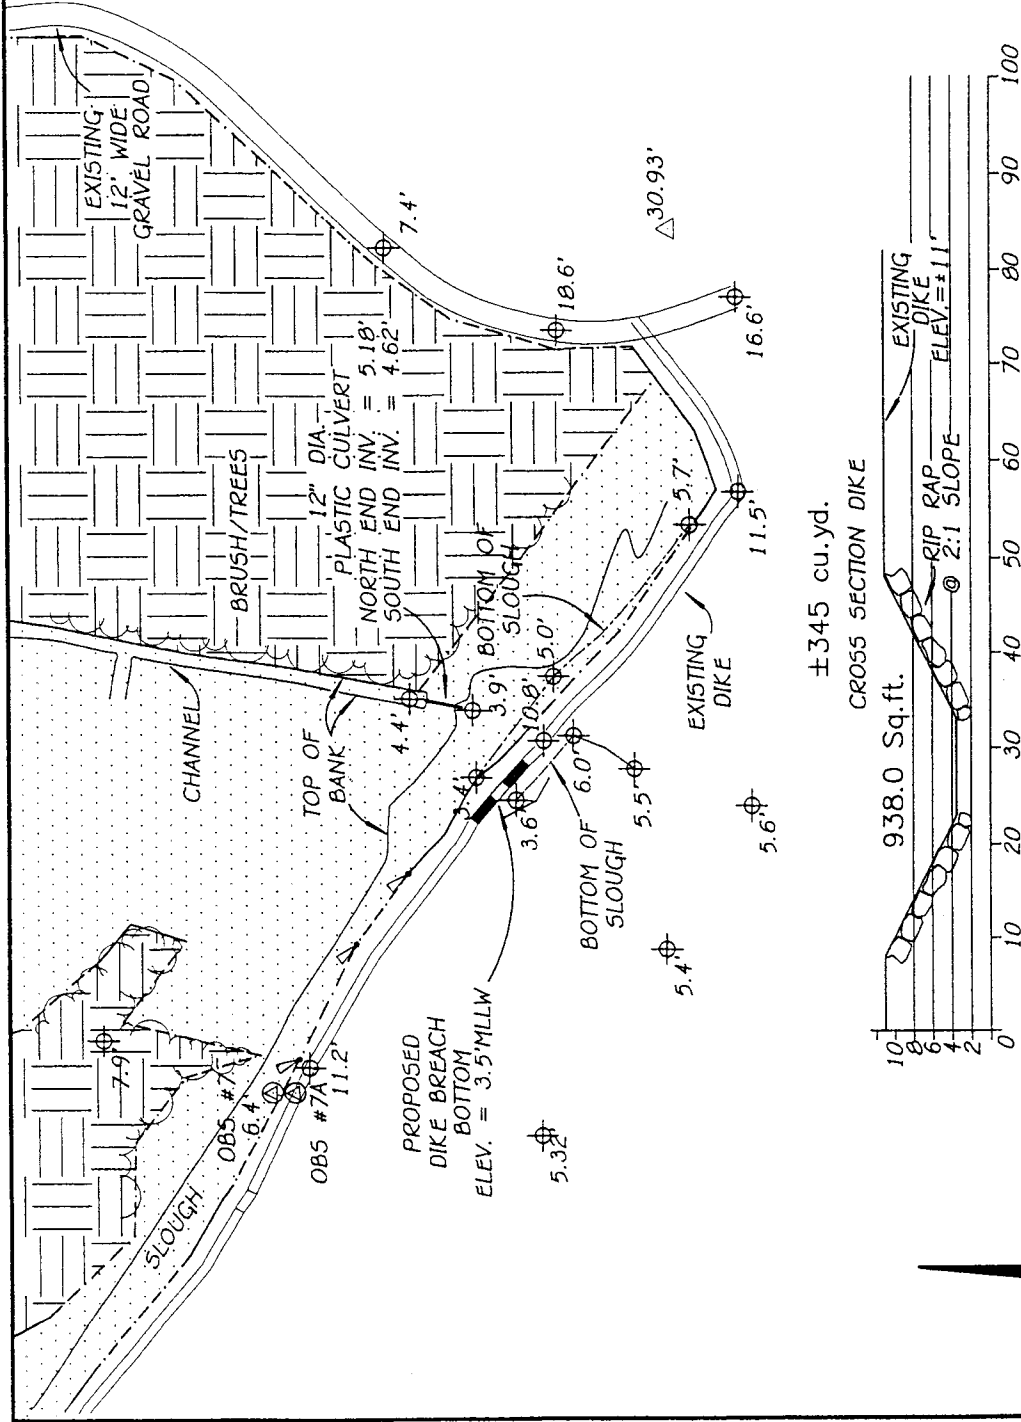 EXISTING
12' WIDE
GRAVEL ROAD
7.4'
30.93'
18.6'
16.6'
BRUSH/TREES
12" DIA.
PLASTIC CULVERT
NORTH END INV. = 5.18'
SOUTH END INV. = 4.62'
BOTTOM OF
SLOUGH
5.7'
11.5'
CHANNEL
TOP OF
BANK
4.4'
3.9'
5.0'
10.8'
EXISTING
DIKE
3.4'
3.6'
6.0'
5.5'
5.6'
BOTTOM OF
SLOUGH
5.4'
7.9'
OBS #7
6.4'
OBS #7A
11.2'
SLOUGH
PROPOSED
DIKE BREACH
BOTTOM
ELEV. = 3.5'MLLW
5.32'
±345 cu.yd.
CROSS SECTION DIKE
938.0 Sq.ft.
EXISTING
DIKE
ELEV.=±11'
RIP RAP
@ 2:1 SLOPE
10
8
6
4
2
0
10
20
30
40
50
60
70
80
90
100